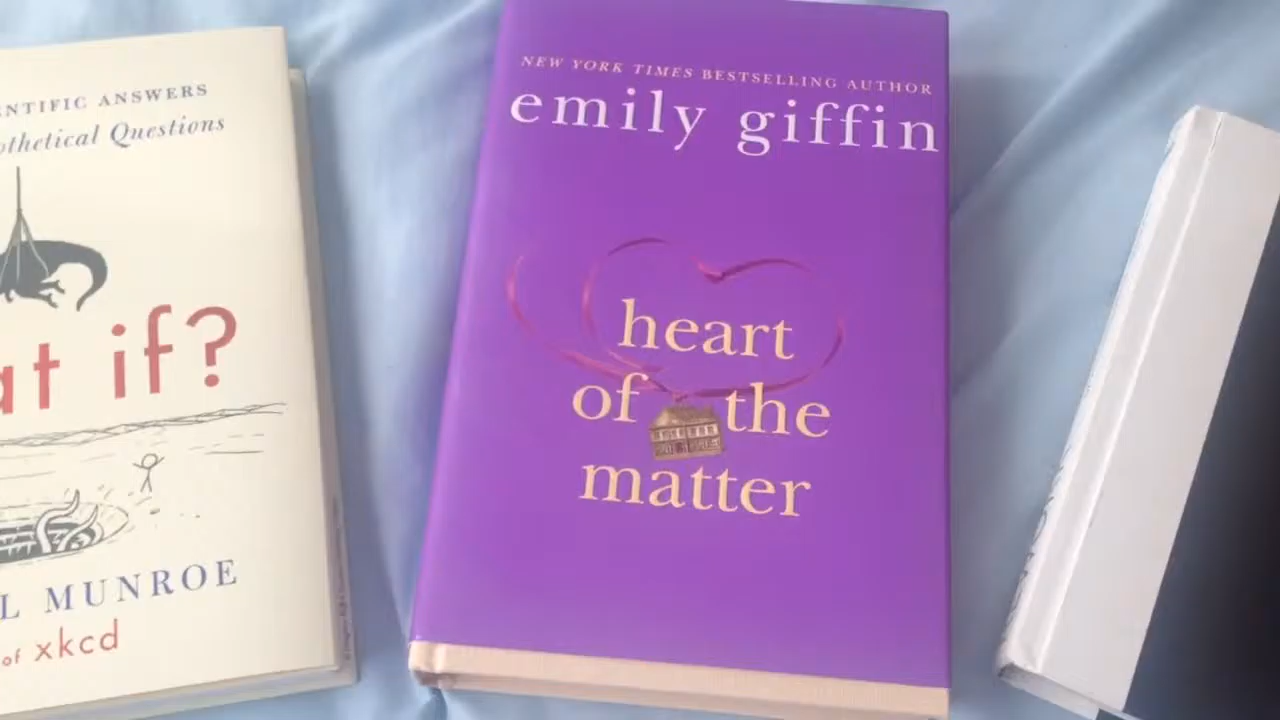 ENTIFIC ANSWERS
othetical Questions
at if?
L MUNROE
of xkcd
NEW YORK TIMES BESTSELLING AUTHOR
emily giffin
heart
of the
matter